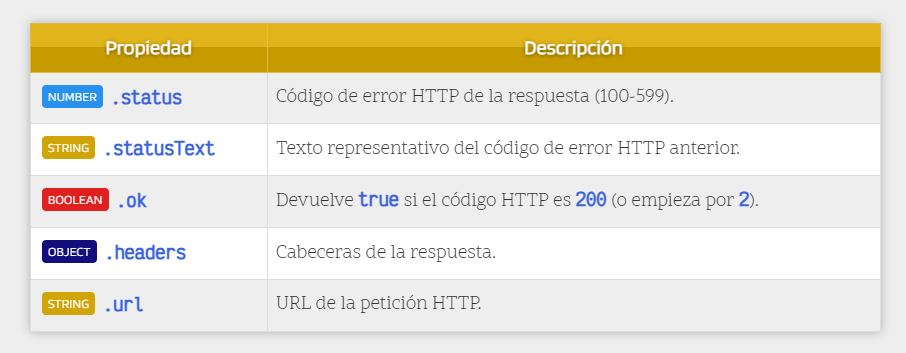 Propiedad Descripción
NUMBER .status Código de error HTTP de la respuesta (100-599).
STRING .statusText Texto representativo del código de error HTTP anterior.
BOOLEAN .ok Devuelve true si el código HTTP es 200 (o empieza por 2).
OBJECT .headers Cabeceras de la respuesta.
STRING .url URL de la petición HTTP.